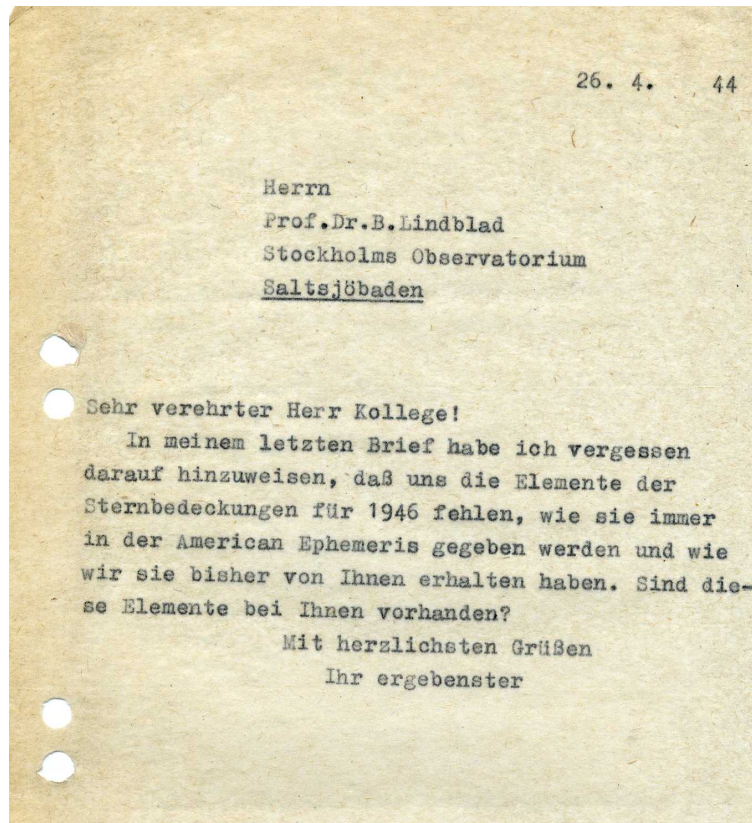 26. 4. 44
Herrn
Prof.Dr.B.Lindblad
Stockholms Observatorium
Saltsjöbaden
Sehr verehrter Herr Kollege!
In meinem letzten Brief habe ich vergessen
darauf hinzuweisen, daß uns die Elemente der
Sternbedeckungen für 1946 fehlen, wie sie immer
in der American Ephemeris gegeben werden und wie
wir sie bisher von Ihnen erhalten haben. Sind die-
se Elemente bei Ihnen vorhanden?
Mit herzlichsten Grüßen
Ihr ergebenster